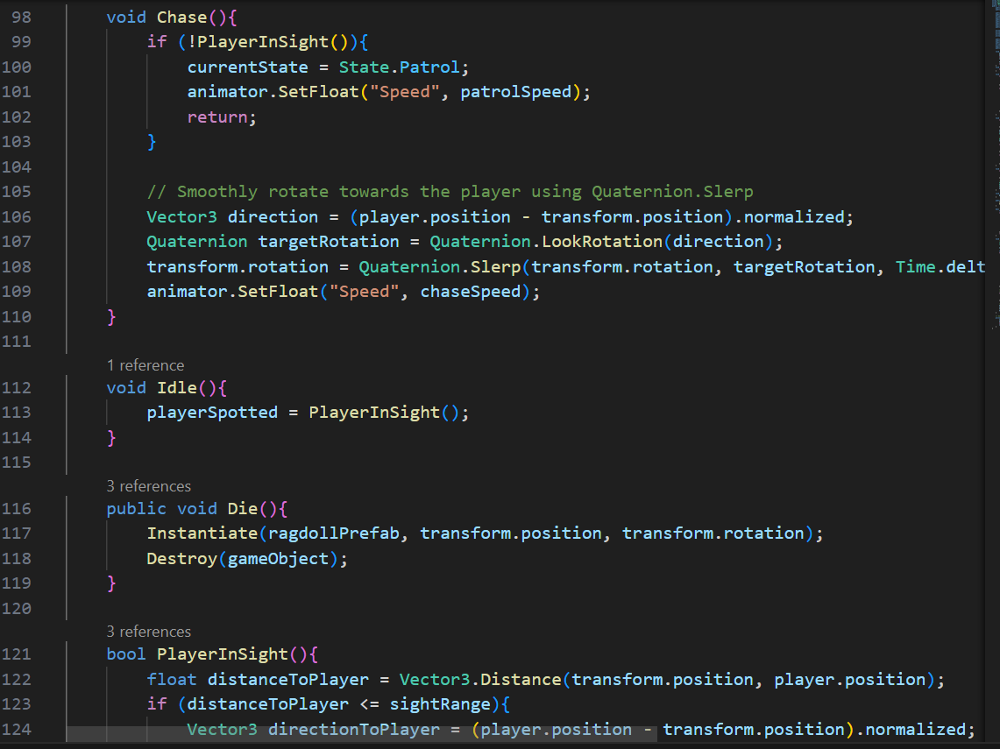 98 void Chase(){
99 if (!PlayerInSight()){
100 currentState = State.Patrol;
101 animator.SetFloat("Speed", patrolSpeed);
102 return;
103 }
104
105 // Smoothly rotate towards the player using Quaternion.Slerp
106 Vector3 direction = (player.position - transform.position).normalized;
107 Quaternion targetRotation = Quaternion.LookRotation(direction);
108 transform.rotation = Quaternion.Slerp(transform.rotation, targetRotation, Time.delt
109 animator.SetFloat("Speed", chaseSpeed);
110 }
111
1 reference
112 void Idle(){
113 playerSpotted = PlayerInSight();
114 }
115
3 references
116 public void Die(){
117 Instantiate(ragdollPrefab, transform.position, transform.rotation);
118 Destroy(gameObject);
119 }
120
3 references
121 bool PlayerInSight(){
122 float distanceToPlayer = Vector3.Distance(transform.position, player.position);
123 if (distanceToPlayer <= sightRange){
124 Vector3 directionToPlayer = (player.position - transform.position).normalized;